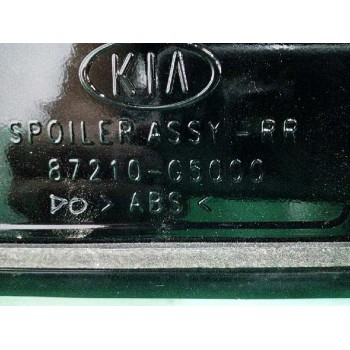 KIA
SPOILER ASSY-RR
87210-G5000
>ABS<